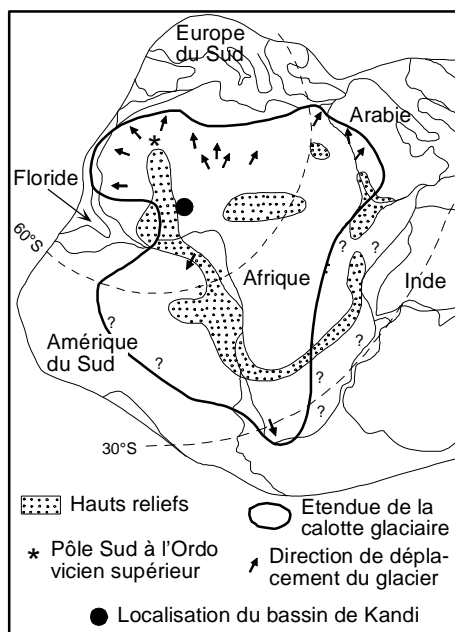 Europe
du Sud
Arabie
Floride
60°S
?
?
Afrique
Inde
?
Amérique
du Sud
?
?
?
?
30°S
Hauts reliefs
Etendue de la
calotte glaciaire
* Pôle Sud à l'Ordo
vicien supérieur
Direction de dépla-
cement du glacier
Localisation du bassin de Kandi